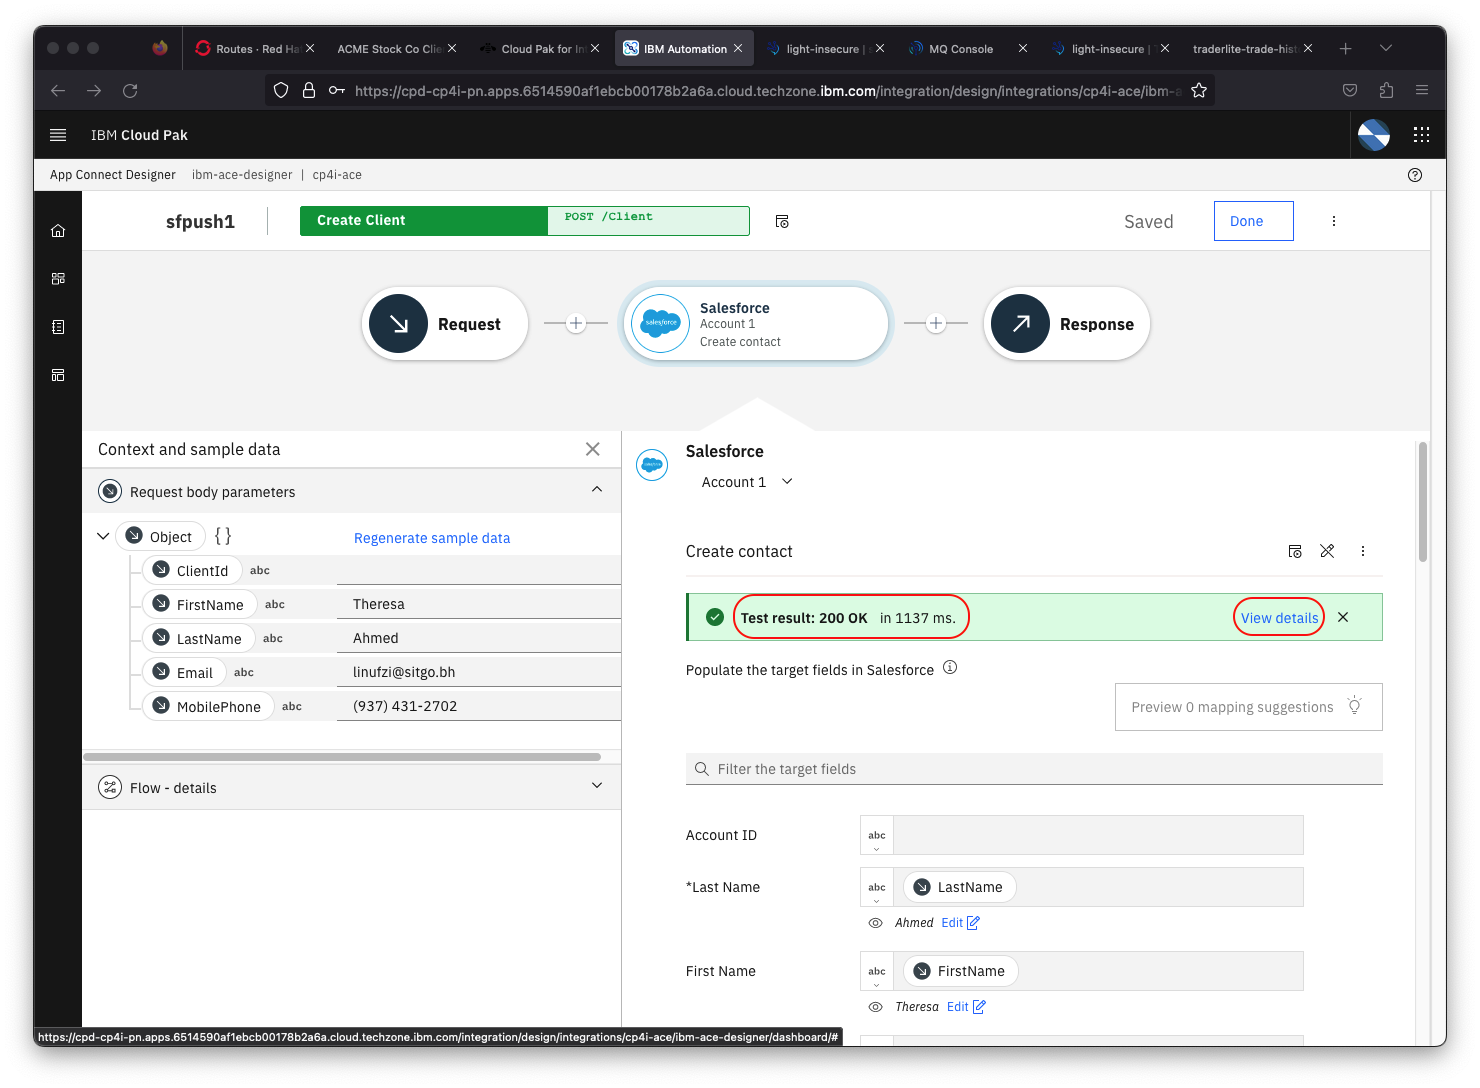 Routes · Red Ha
ACME Stock Co Clie
Cloud Pak for In
IBM Automation
light-insecure | s
MQ Console
light-insecure | T
traderlite-trade-hist
https://cpd-cp4i-pn.apps.6514590af1ebcb00178b2a6a.cloud.techzone.ibm.com/integration/design/integrations/cp4i-ace/ibm-a
IBM Cloud Pak
App Connect Designer ibm-ace-designer | cp4i-ace
sfpush1
Create Client
POST /Client
Saved
Done
Request
salesforce
Salesforce
Account 1
Create contact
Response
Context and sample data
Request body parameters
Object { }
Regenerate sample data
ClientId abc
FirstName abc Theresa
LastName abc Ahmed
Email abc linufzi@sitgo.bh
MobilePhone abc (937) 431-2702
Flow - details
Salesforce
Account 1
Create contact
Test result: 200 OK in 1137 ms.
View details
Populate the target fields in Salesforce
Preview 0 mapping suggestions
Filter the target fields
Account ID abc
*Last Name abc LastName
Ahmed Edit
First Name abc FirstName
Theresa Edit
https://cpd-cp4i-pn.apps.6514590af1ebcb00178b2a6a.cloud.techzone.ibm.com/integration/design/integrations/cp4i-ace/ibm-ace-designer/dashboard/#